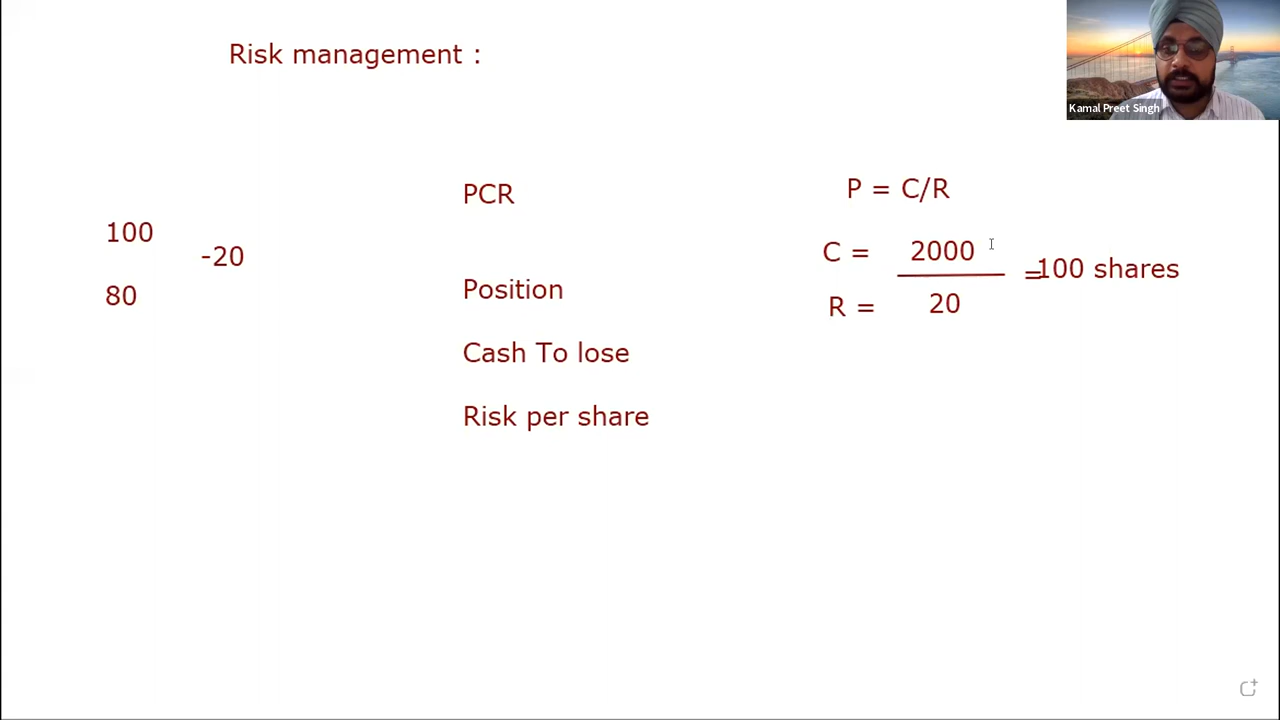 Risk management :
Kamal Preet Singh
100
-20
80
PCR
Position
Cash To lose
Risk per share
P = C/R
C = 2000
R = 20
=100 shares